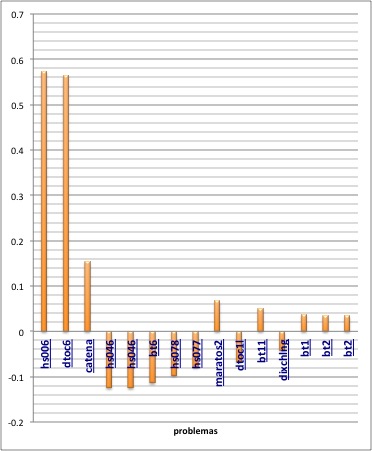 0.7
0.6
0.5
0.4
0.3
0.2
0.1
0
-0.1
-0.2
hs006
dtoc6
catena
hs046
hs046
bt6
hs078
hs077
maratos2
dtoc1l
bt11
dixchlng
bt1
bt2
bt2
problemas